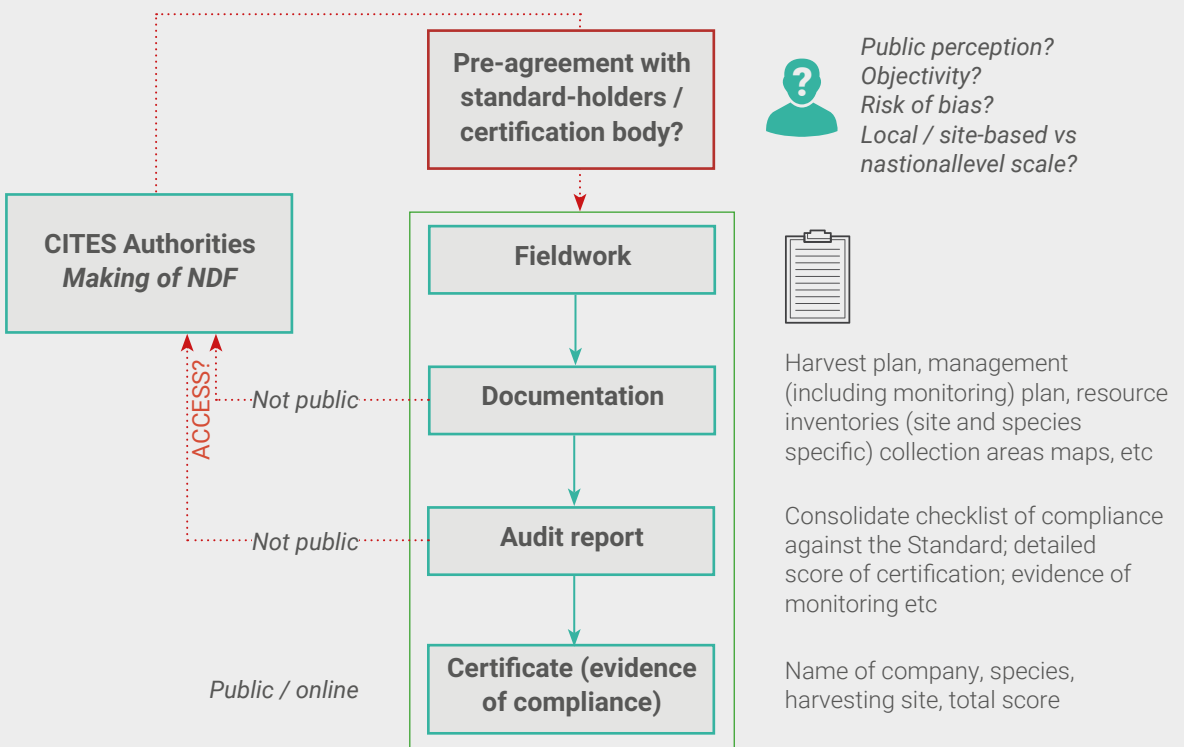 Pre-agreement with
standard-holders /
certification body?
?
Public perception?
Objectivity?
Risk of bias?
Local / site-based vs
nastionallevel scale?
CITES Authorities
Making of NDF
Fieldwork
ACCESS?
Not public
Documentation
Harvest plan, management
(including monitoring) plan, resource
inventories (site and species
specific) collection areas maps, etc
Not public
Audit report
Consolidate checklist of compliance
against the Standard; detailed
score of certification; evidence of
monitoring etc
Public / online
Certificate (evidence
of compliance)
Name of company, species,
harvesting site, total score